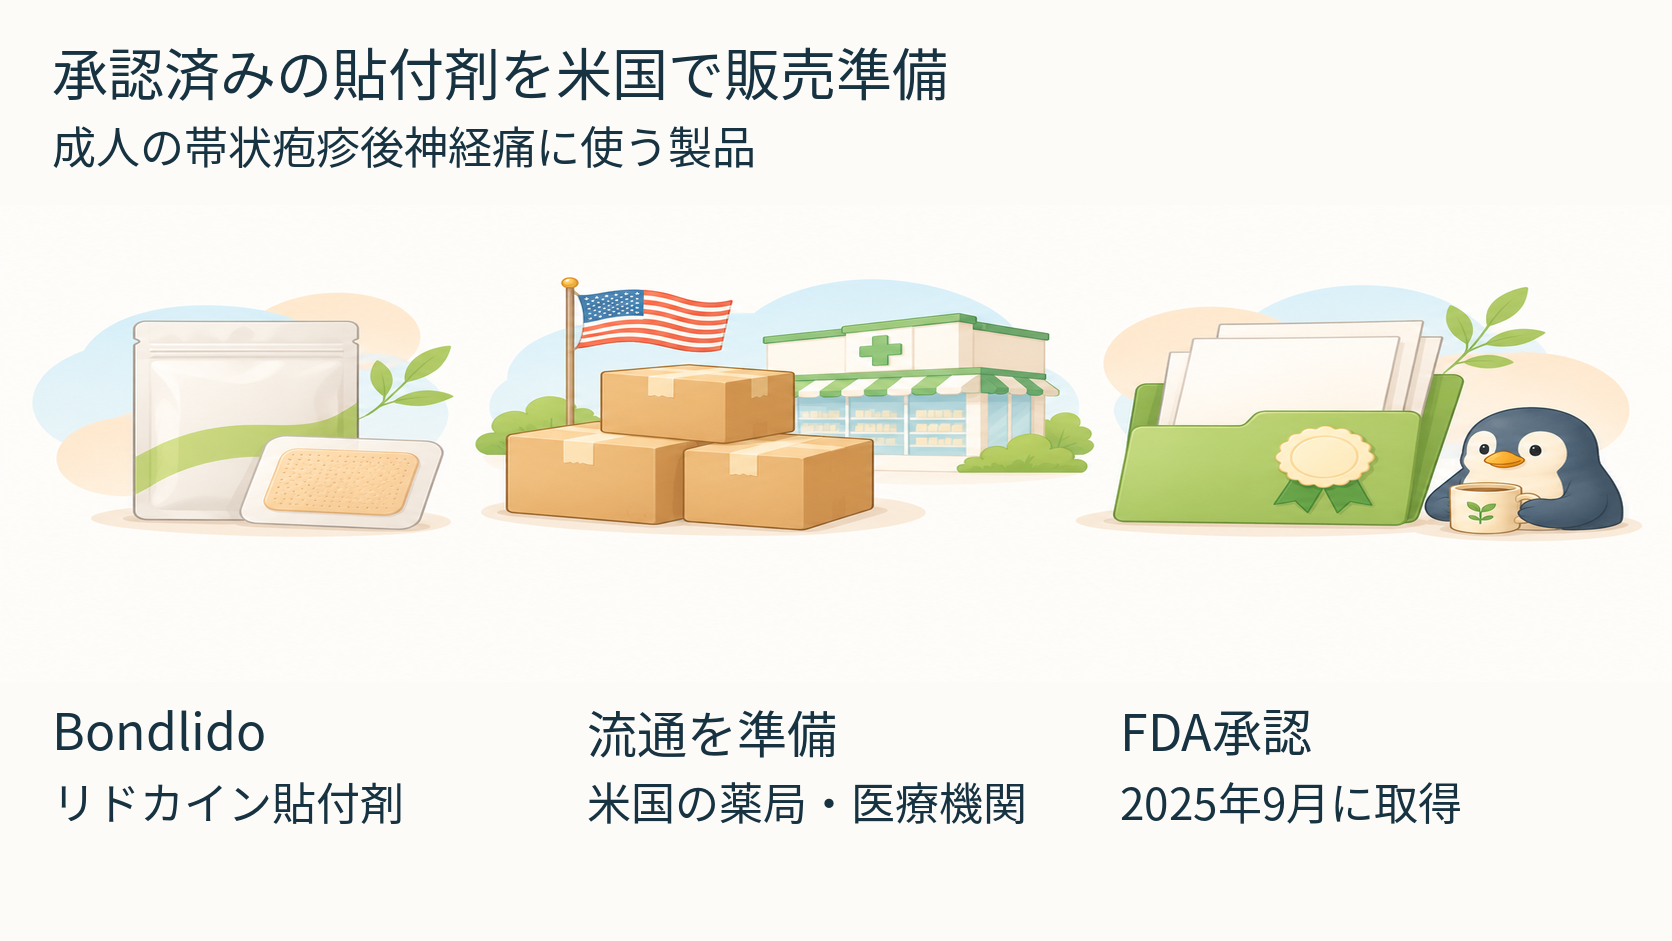 承認済みの貼付剤を米国で販売準備
成人の帯状疱疹後神経痛に使う製品
Bondlido
リドカイン貼付剤
流通を準備
米国の薬局・医療機関
FDA承認
2025年9月に取得